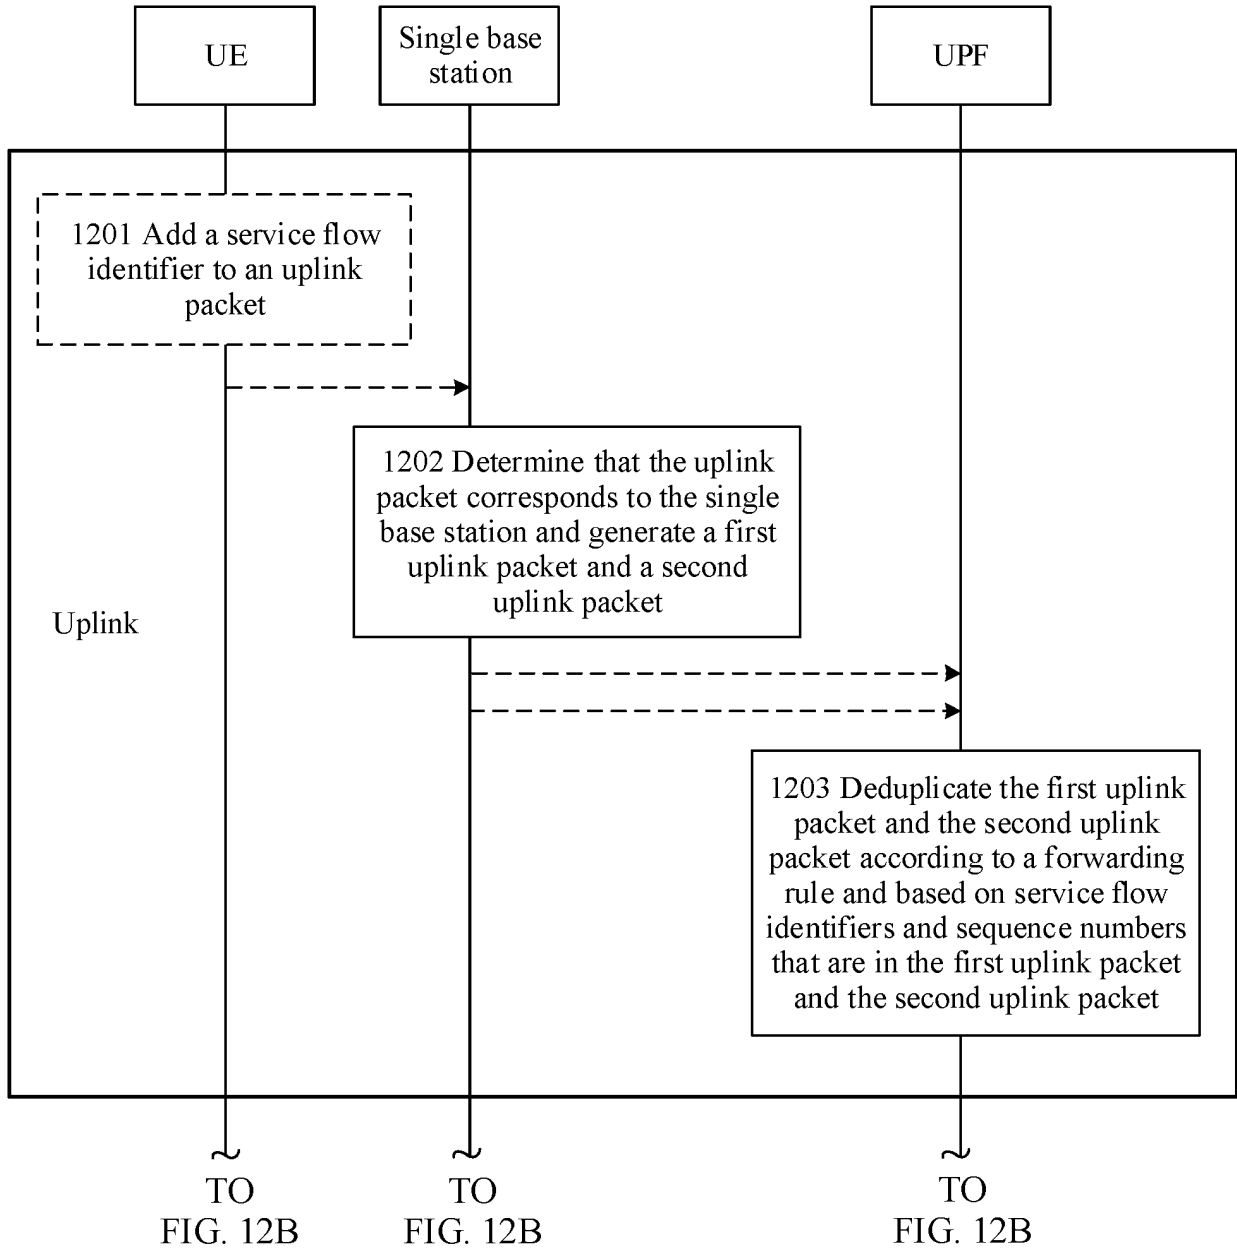 UE
Single base
station
UPF
1201 Add a service flow
identifier to an uplink
packet
1202 Determine that the uplink
packet corresponds to the single
base station and generate a first
uplink packet and a second
uplink packet
Uplink
1203 Deduplicate the first uplink
packet and the second uplink
packet according to a forwarding
rule and based on service flow
identifiers and sequence numbers
that are in the first uplink packet
and the second uplink packet
TO
FIG. 12B
TO
FIG. 12B
TO
FIG. 12B